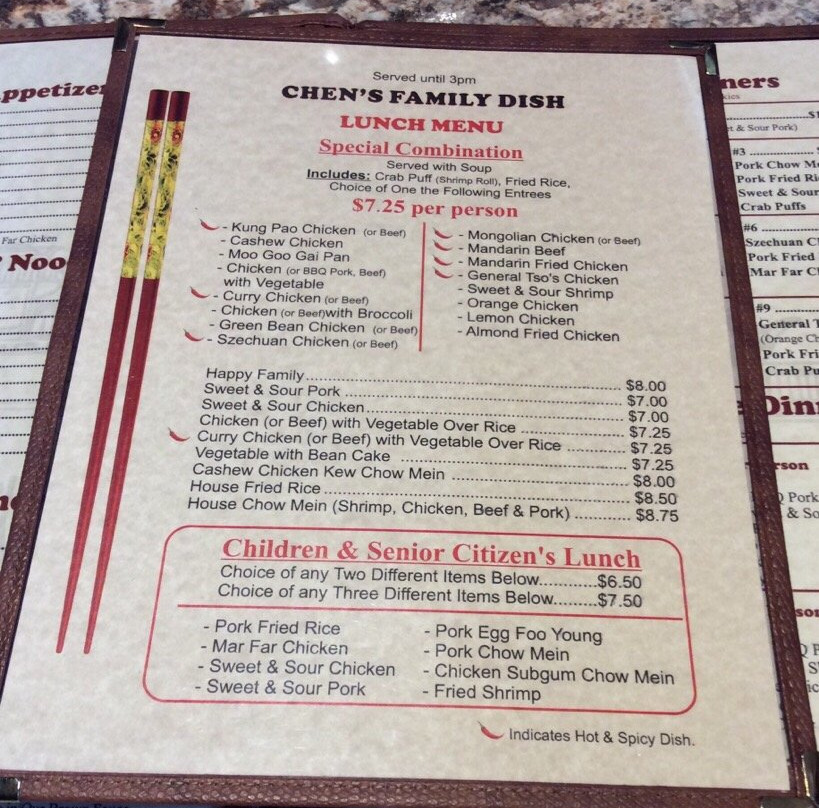 Served until 3pm
CHEN'S FAMILY DISH
LUNCH MENU
Special Combination
Served with Soup
Includes: Crab Puff (Shrimp Roll), Fried Rice,
Choice of One the Following Entrees
$7.25 per person
- Kung Pao Chicken (or Beef)
- Cashew Chicken
- Moo Goo Gai Pan
- Chicken (or BBQ Pork, Beef)
with Vegetable
- Curry Chicken (or Beef)
- Chicken (or Beef)with Broccoli
- Green Bean Chicken (or Beef)
- Szechuan Chicken (or Beef)
- Mongolian Chicken (or Beef)
- Mandarin Beef
- Mandarin Fried Chicken
- General Tso's Chicken
- Sweet & Sour Shrimp
- Orange Chicken
- Lemon Chicken
- Almond Fried Chicken
Happy Family ........ $8.00
Sweet & Sour Pork ........ $7.00
Sweet & Sour Chicken ........ $7.00
Chicken (or Beef) with Vegetable Over Rice ........ $7.25
Curry Chicken (or Beef) with Vegetable Over Rice ........ $7.25
Vegetable with Bean Cake ........ $7.25
Cashew Chicken Kew Chow Mein ........ $8.00
House Fried Rice ........ $8.50
House Chow Mein (Shrimp, Chicken, Beef & Pork) ........ $8.75
Children & Senior Citizen's Lunch
Choice of any Two Different Items Below...........$6.50
Choice of any Three Different Items Below.........$7.50
- Pork Fried Rice
- Mar Far Chicken
- Sweet & Sour Chicken
- Sweet & Sour Pork
- Pork Egg Foo Young
- Pork Chow Mein
- Chicken Subgum Chow Mein
- Fried Shrimp
Indicates Hot & Spicy Dish.
ppetizer
Far Chicken
Noo
ners
kies
t & Sour Pork)
#3
Pork Chow M
Pork Fried Ri
Sweet & Sour
Crab Puffs
#6
Szechuan C
Pork Fried
Mar Far C
#9
General T
(Orange Ch
Pork Fri
Crab Pu
Din
rson
Pork
& So